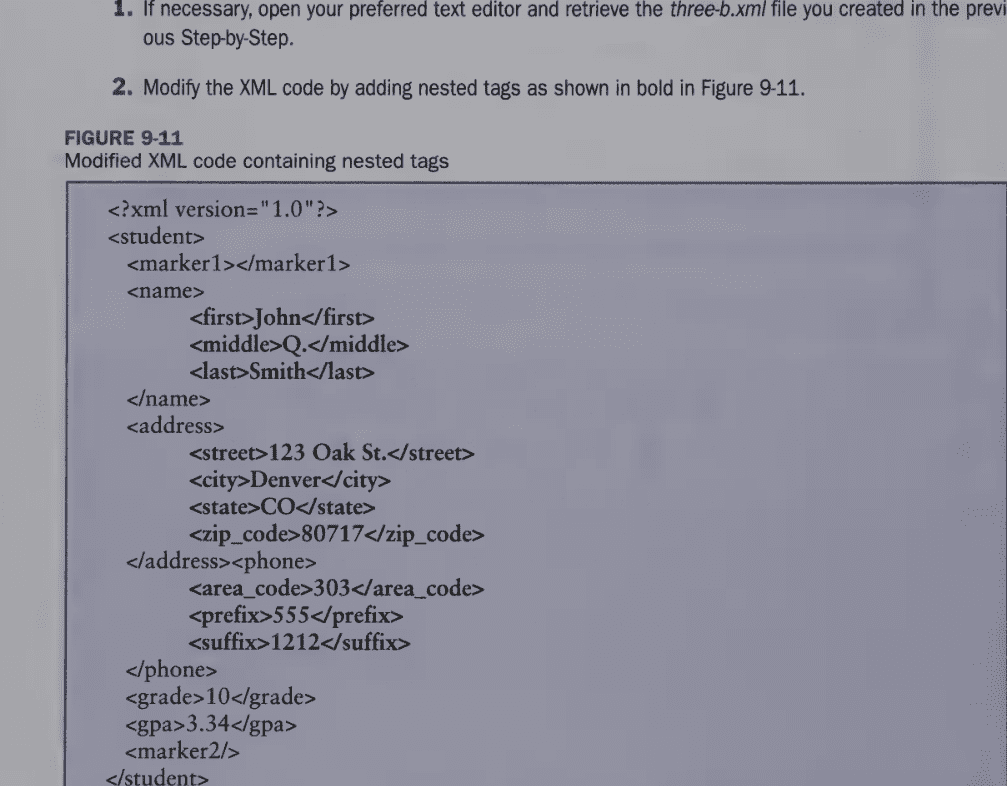 1. If necessary, open your preferred text editor and retrieve the three-b.xml file you created in the previ
ous Step-by-Step.
2. Modify the XML code by adding nested tags as shown in bold in Figure 9-11.
FIGURE 9-11
Modified XML code containing nested tags
<?xml version="1.0"?>
<student>
<marker1></marker1>
<name>
<first>John</first>
<middle>Q.</middle>
<last>Smith</last>
</name>
<address>
<street>123 Oak St.</street>
<city>Denver</city>
<state>CO</state>
<zip_code>80717</zip_code>
</address><phone>
<area_code>303</area_code>
<prefix>555</prefix>
<suffix>1212</suffix>
</phone>
<grade>10</grade>
<gpa>3.34</gpa>
<marker2/>
</student>